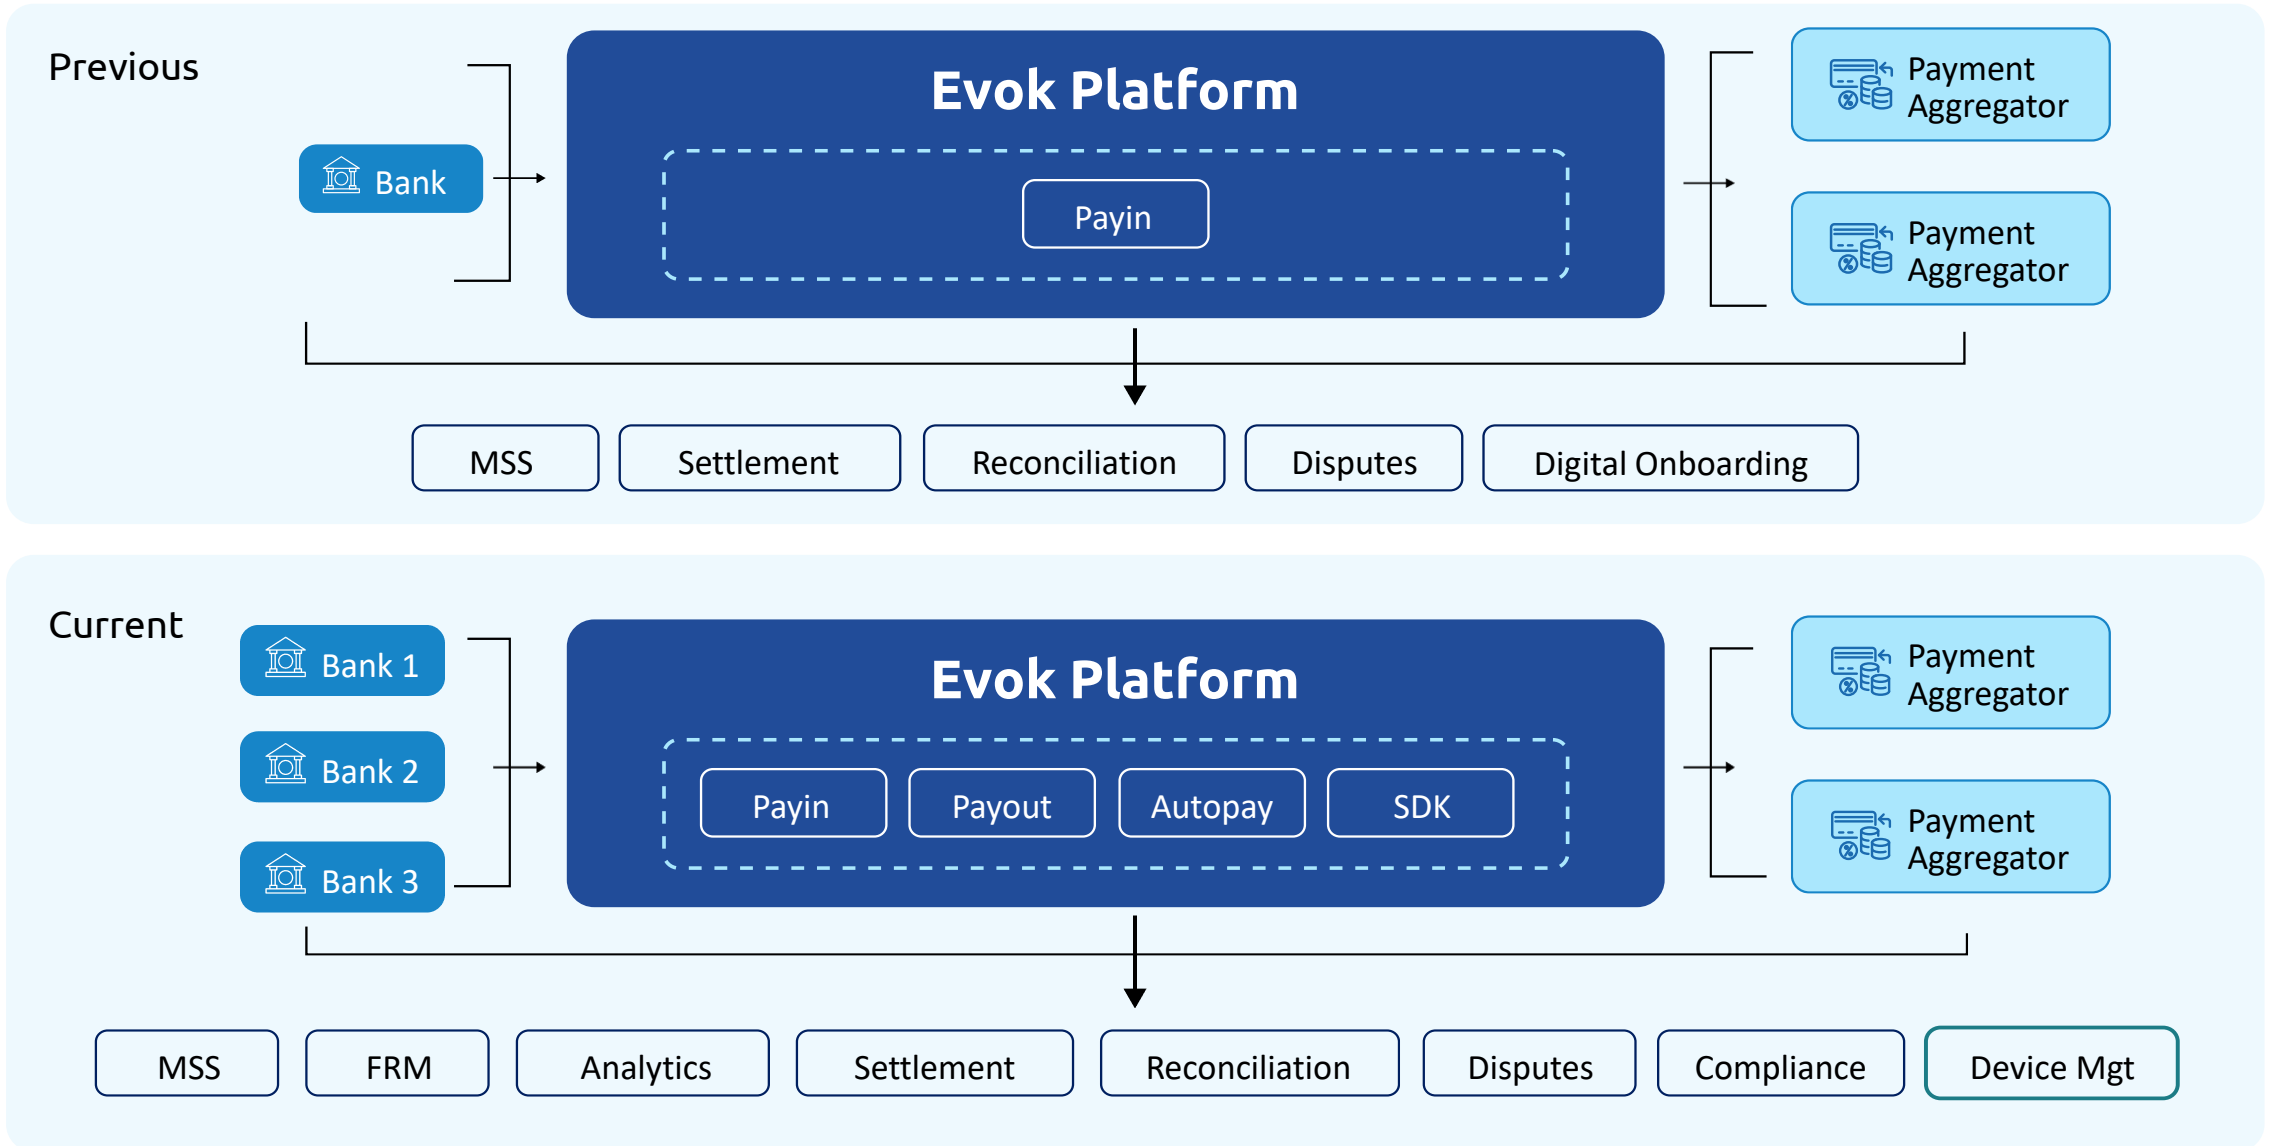 Previous
Bank
Evok Platform
Payin
Payment
Aggregator
Payment
Aggregator
MSS
Settlement
Reconciliation
Disputes
Digital Onboarding
Current
Bank 1
Bank 2
Bank 3
Evok Platform
Payin
Payout
Autopay
SDK
Payment
Aggregator
Payment
Aggregator
MSS
FRM
Analytics
Settlement
Reconciliation
Disputes
Compliance
Device Mgt